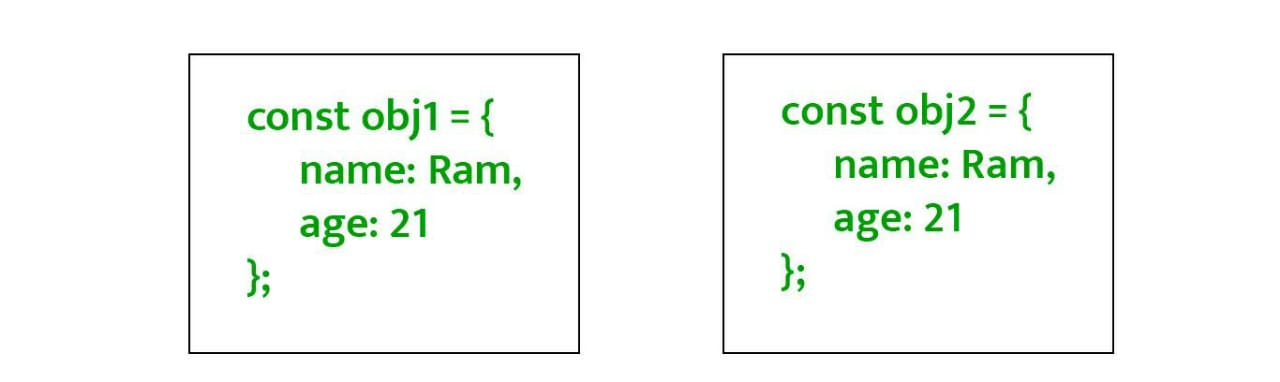 const obj1 = {
name: Ram,
age: 21
};
const obj2 = {
name: Ram,
age: 21
};